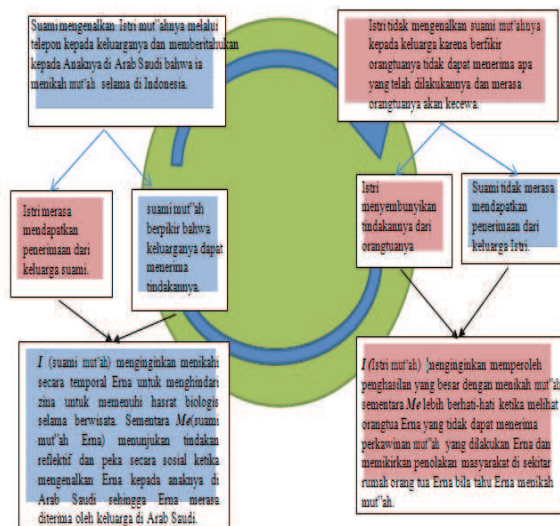 Suami mengenalkan Istri mut"ahnya melalui
telepon kepada keluarganya dan memberitahukan
kepada Anaknya di Arab Saudi bahwa ia
menikah mut"ah selama di Indonesia.
Istri tidak mengenalkan suami mut'ahnya
kepada keluarga karena berfikir
orangtuanya tidak dapat menerima apa
yang telah dilakukannya dan merasa
orangtuanya akan kecewa.
Istri merasa
mendapatkan
penerimaan dari
keluarga suami.
suami mut"ah
berpikir bahwa
keluarganya dapat
menerima
tindakannya.
Istri
menyembunyikan
tindakannya dari
orangtuanya
Suami tidak merasa
mendapatkan
penerimaan dari
keluarga Istri.
I (suami mut'ah) menginginkan menikahi
secara temporal Erna untuk menghindari
zina untuk memenuhi hasrat biologis
selama berwisata. Sementara Me(suami
mut"ah Erna) menunjukan tindakan
reflektif dan peka secara sosial ketika
mengenalkan Erna kepada anaknya di
Arab Saudi sehingga Erna merasa
diterima oleh keluarga di Arab Saudi.
I (Istri mut'ah) menginginkan memperoleh
penghasilan yang besar dengan menikah mut"ah
sementara Me lebih berhati-hati ketika melihat
orangtua Erna yang tidak dapat menerima
perkawinan mut"ah yang dilakukan Erna dan
memikirkan penolakan masyarakat di sekitar
rumah orang tua Erna bila tahu Erna menikah
mut"ah.